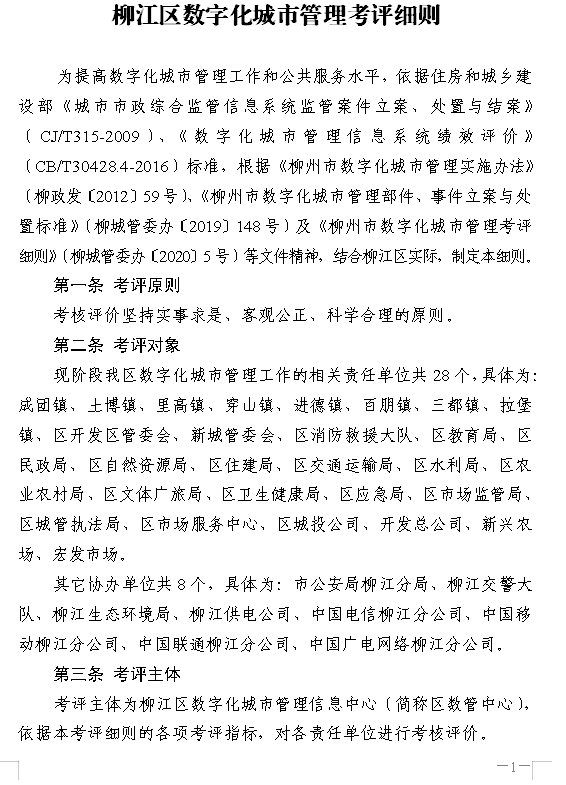 柳江区数字化城市管理考评细则
为提高数字化城市管理工作和公共服务水平，依据住房和城乡建
设部《城市市政综合监管信息系统监管案件立案、处置与结案》
（CJ/T315-2009）、《数字化城市管理信息系统绩效评价》
（CB/T30428.4-2016）标准，根据《柳州市数字化城市管理实施办法》
（柳政发〔2012〕59号）、《柳州市数字化城市管理部件、事件立案与处
置标准》（柳城管委办〔2019〕148号）及《柳州市数字化城市管理考评
细则》（柳城管委办〔2020〕5号）等文件精神，结合柳江区实际，制定本细则。
第一条 考评原则
考核评价坚持实事求是、客观公正、科学合理的原则。
第二条 考评对象
现阶段我区数字化城市管理工作的相关责任单位共28个，具体为：
成团镇、土博镇、里高镇、穿山镇、进德镇、百朋镇、三都镇、拉堡
镇、区开发区管委会、新城管委会、区消防救援大队、区教育局、区
民政局、区自然资源局、区住建局、区交通运输局、区水利局、区农
业农村局、区文体广旅局、区卫生健康局、区应急局、区市场监管局、
区城管执法局、区市场服务中心、区城投公司、开发总公司、新兴农
场、宏发市场。
其它协办单位共8个，具体为：市公安局柳江分局、柳江交警大
队、柳江生态环境局、柳江供电公司、中国电信柳江分公司、中国移
动柳江分公司、中国联通柳江分公司、中国广电网络柳江分公司。
第三条 考评主体
考评主体为柳江区数字化城市管理信息中心（简称区数管中心），
依据本考评细则的各项考评指标，对各责任单位进行考核评价。
—1—